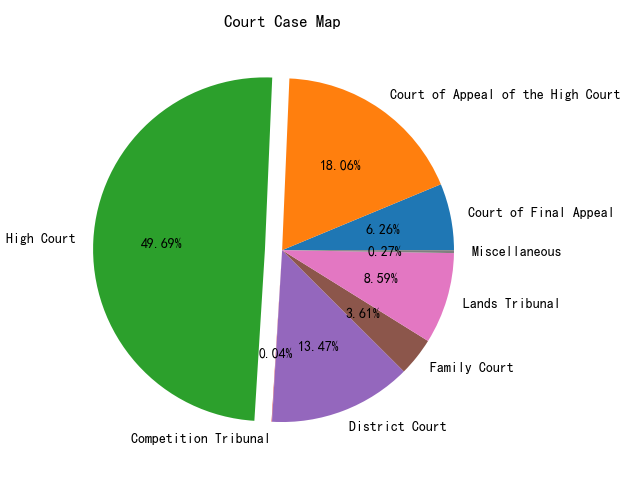 Court Case Map
Court of Appeal of the High Court
18.06%
Court of Final Appeal
6.26%
High Court
49.69%
0.27%
Miscellaneous
8.59%
Lands Tribunal
3.61%
Family Court
13.47%
0.04%
District Court
Competition Tribunal